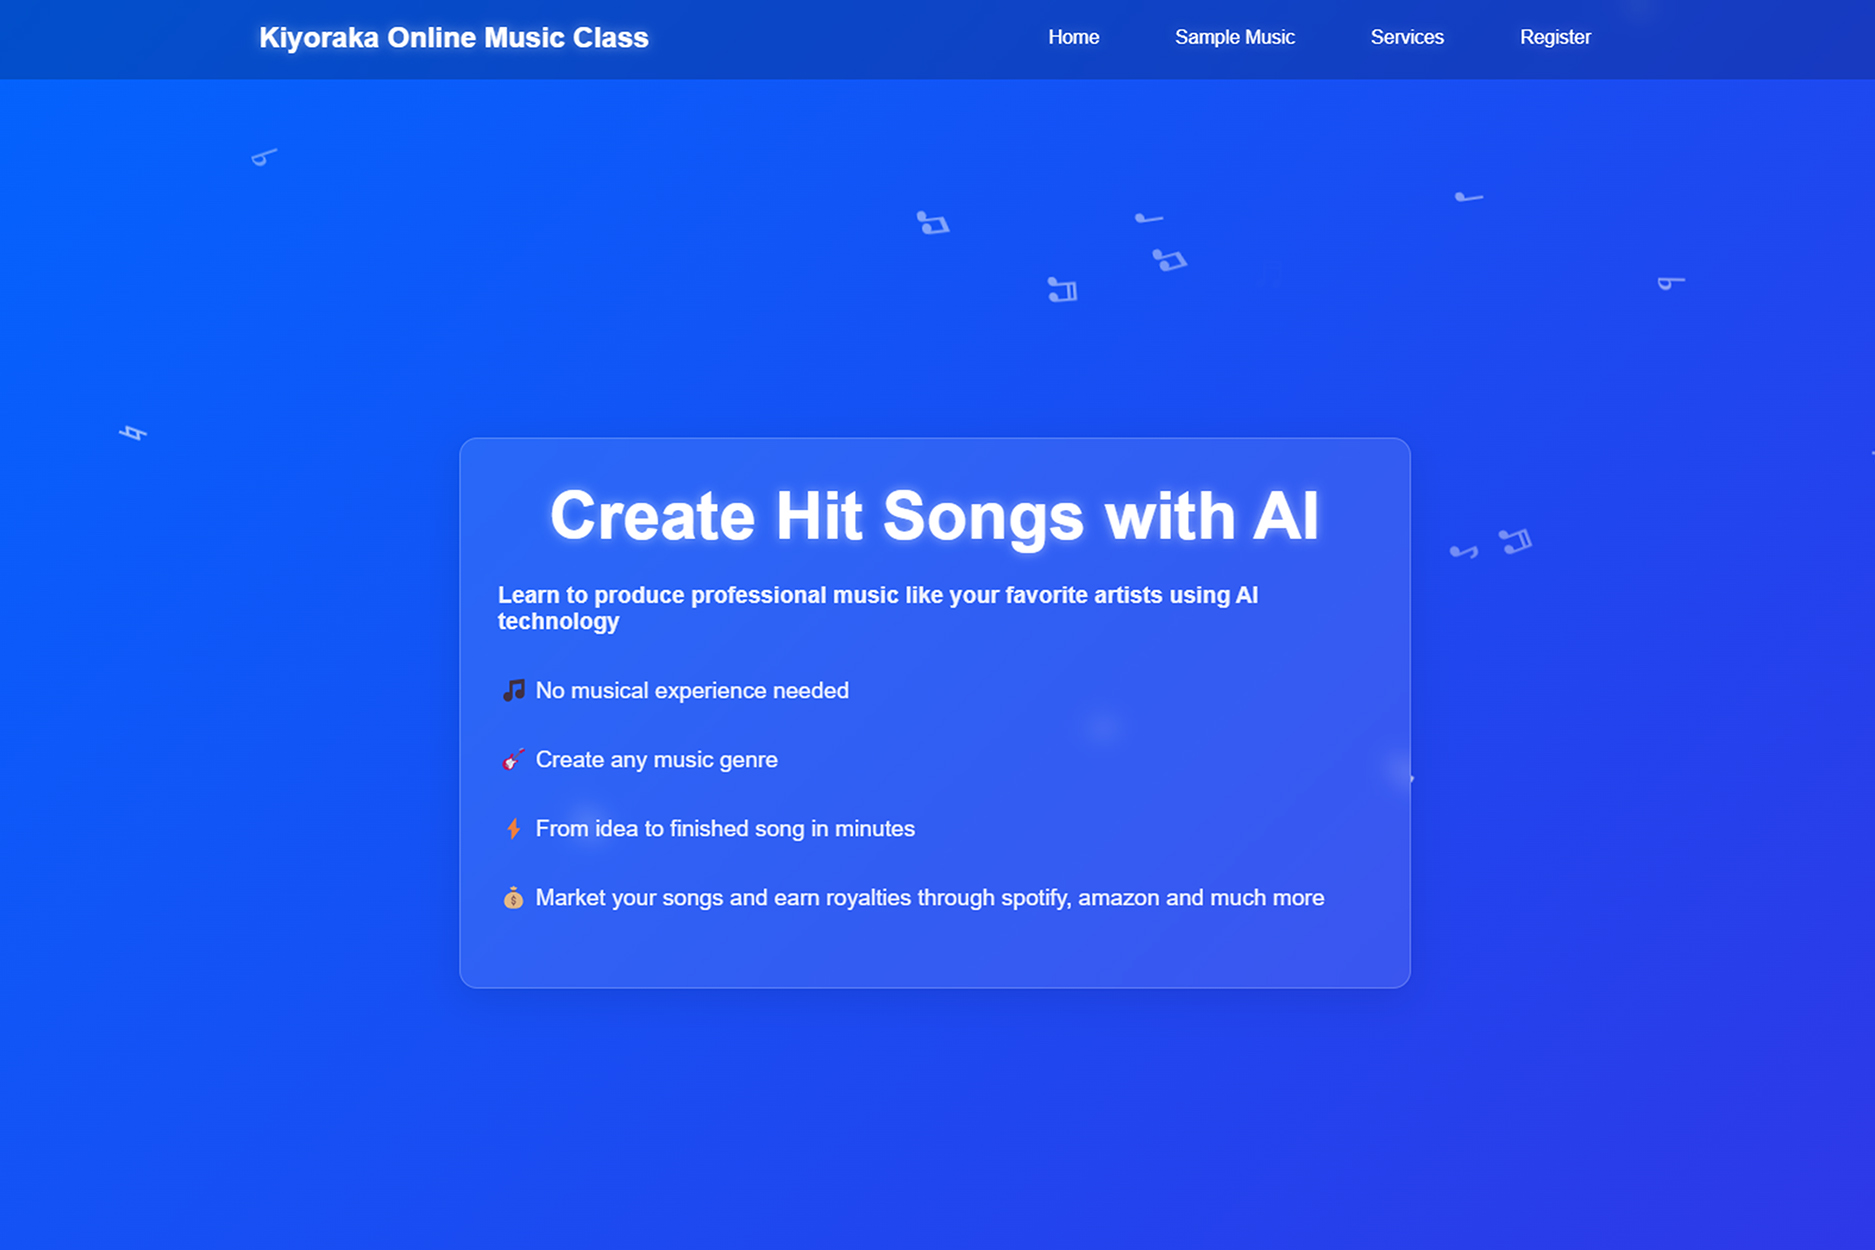 Kiyoraka Online Music Class
Home Sample Music Services Register
Create Hit Songs with AI
Learn to produce professional music like your favorite artists using AI
technology
No musical experience needed
Create any music genre
From idea to finished song in minutes
Market your songs and earn royalties through spotify, amazon and much more